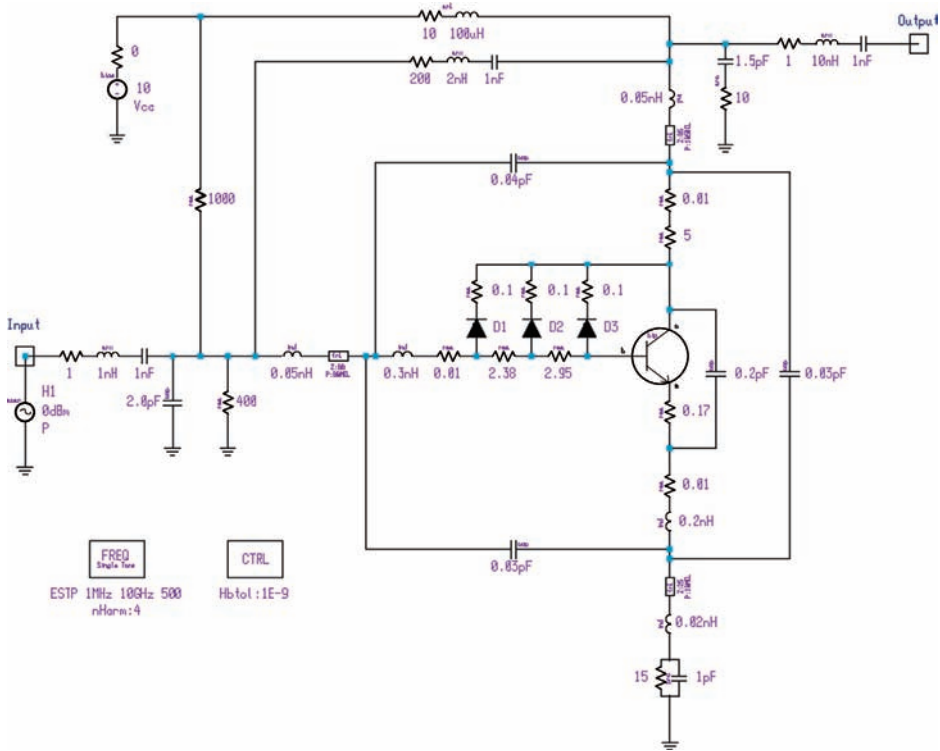 10 100uH
Output
0
10
Vcc
200 2nH 1nF
1.5pF
1 10nH 1nF
10
0.05nH
0.04pF
1000
0.01
5
0.1 0.1 0.1
D1 D2 D3
Input
1 1nH 1nF
0.05nH
0.3nH 0.01 2.38 2.95
b
0.2pF 0.03pF
H1
0dBm
P
2.0pF
400
0.17
0.01
0.2nH
0.03pF
FREQ
Single Tone
CTRL
ESTP 1MHz 10GHz 500
nHarm:4
Hbtol:1E-9
0.02nH
15 1pF